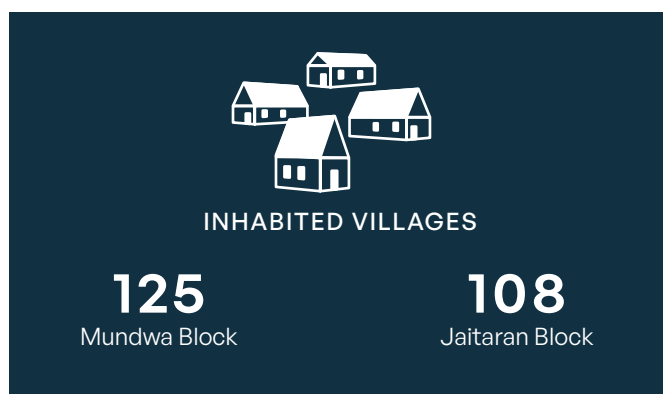 INHABITED VILLAGES
125
Mundwa Block
108
Jaitaran Block